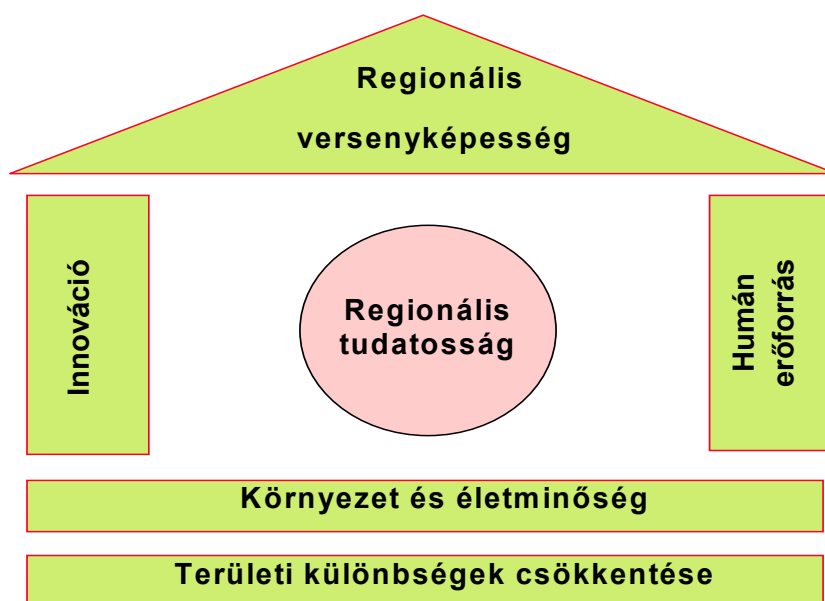 Regionális
versenyképesség
Innováció
Regionális
tudatosság
Humán
erőforrás
Környezet és életminőség
Területi különbségek csökkentése